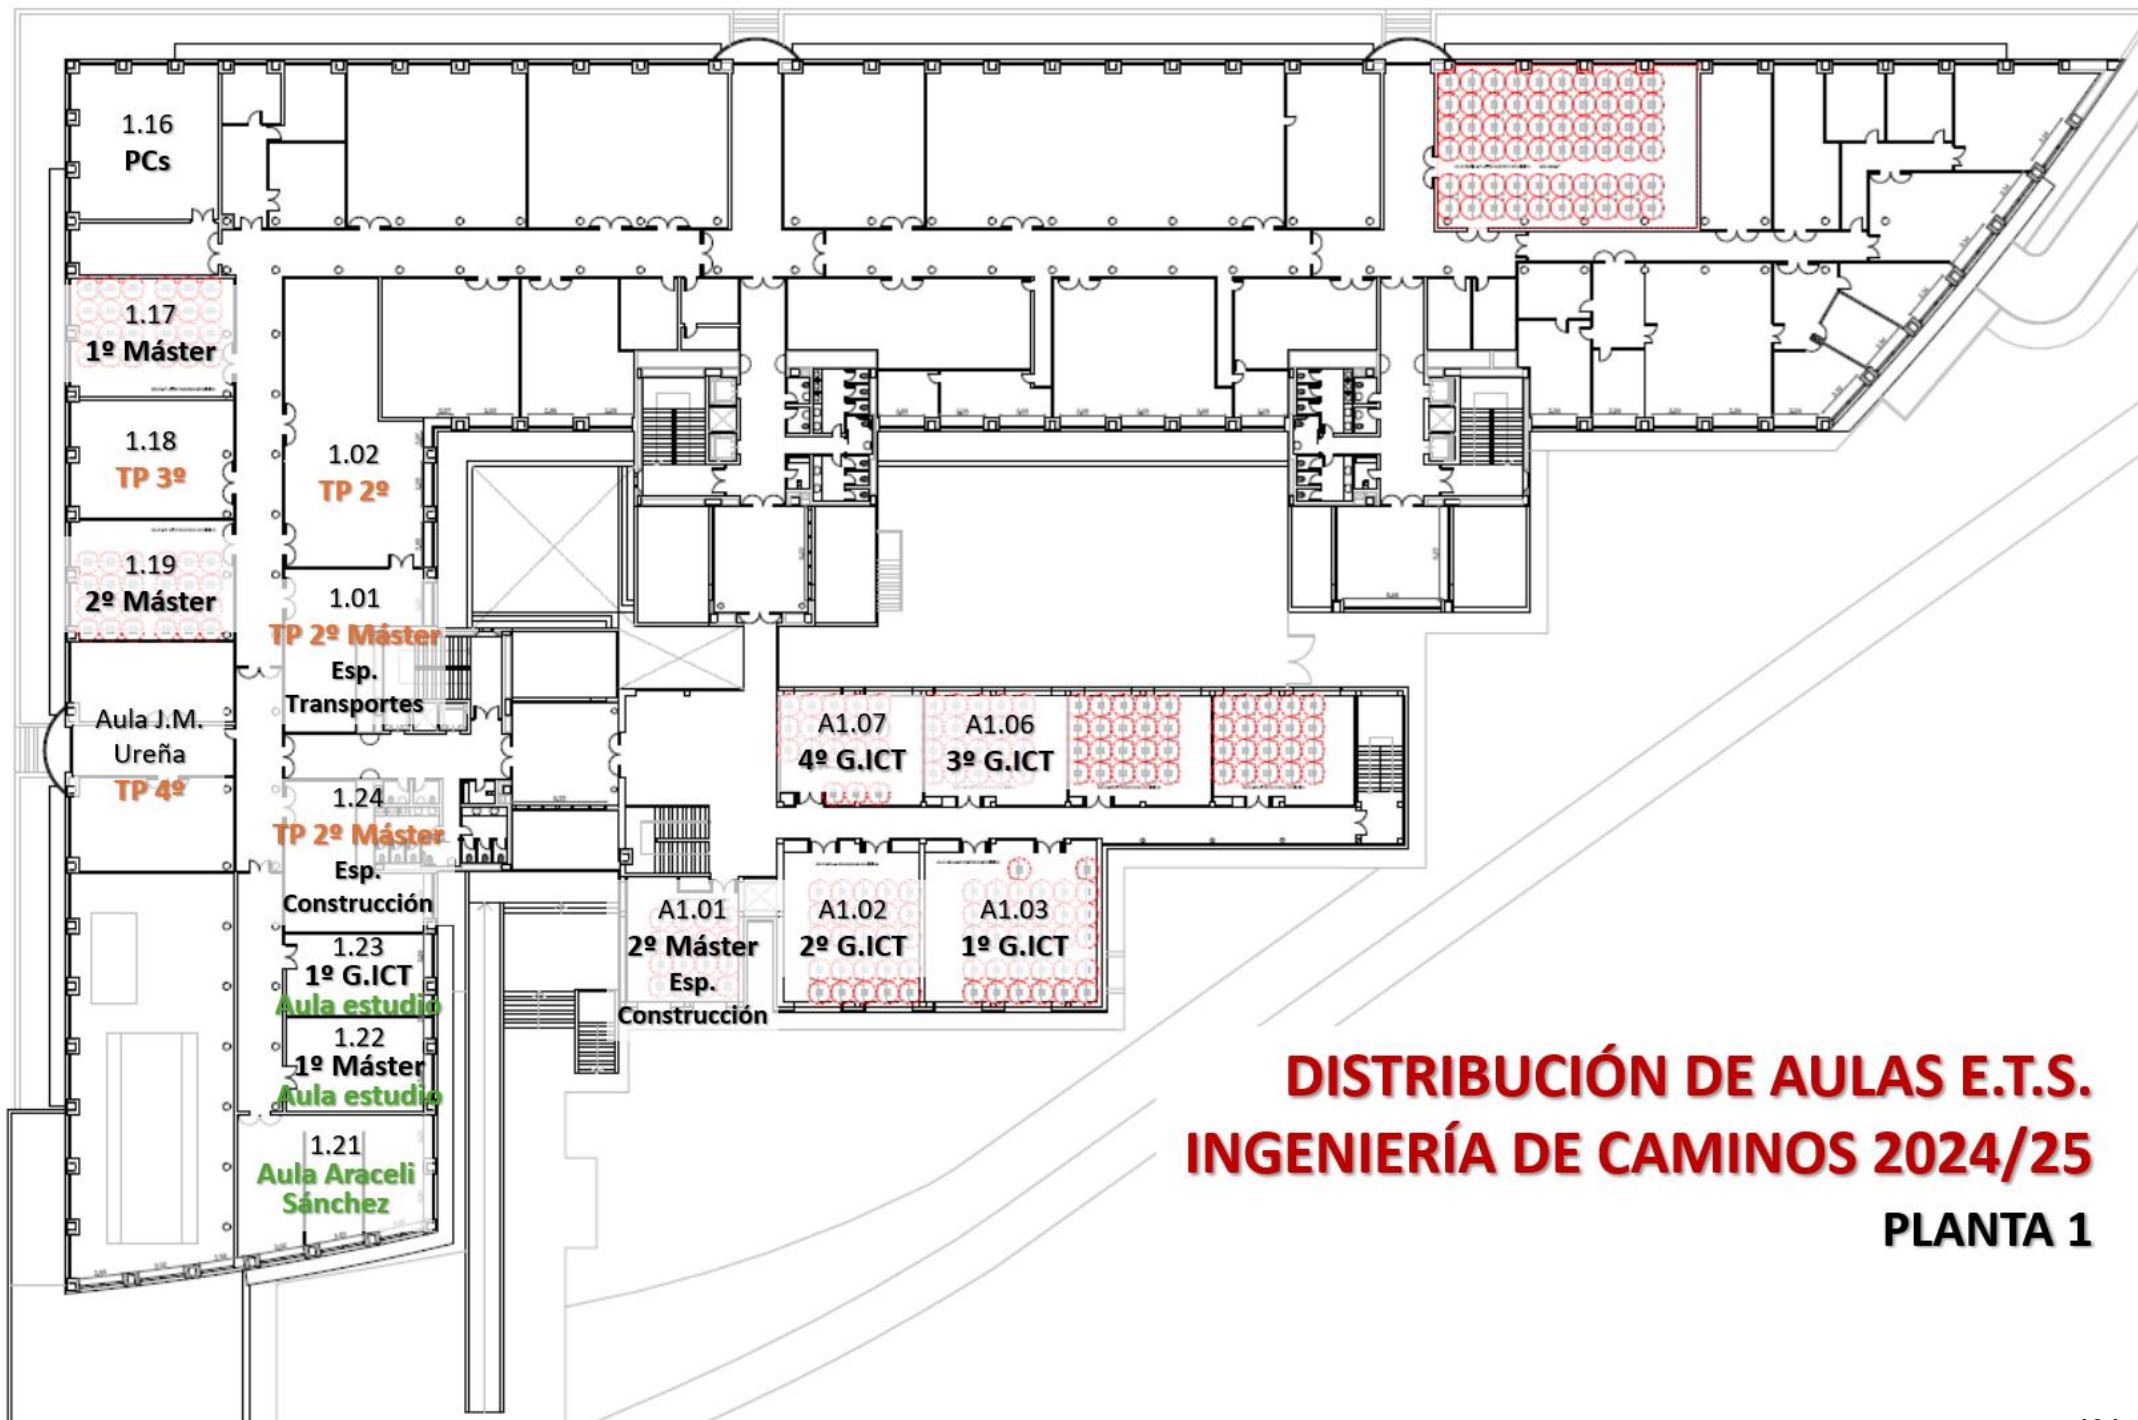 1.16
PCs
1.17
1º Máster
1.18
TP 3º
1.19
2º Máster
1.02
TP 2º
1.01
TP 2º Máster
Esp.
Transportes
Aula J.M.
Ureña
TP 4º
1.24
TP 2º Máster
Esp.
Construcción
1.23
1º G.ICT
Aula estudio
1.22
1º Máster
Aula estudio
1.21
Aula Araceli
Sánchez
A1.07
4º G.ICT
A1.06
3º G.ICT
A1.01
2º Máster
Esp.
Construcción
A1.02
2º G.ICT
A1.03
1º G.ICT
DISTRIBUCIÓN DE AULAS E.T.S.
INGENIERÍA DE CAMINOS 2024/25
PLANTA 1